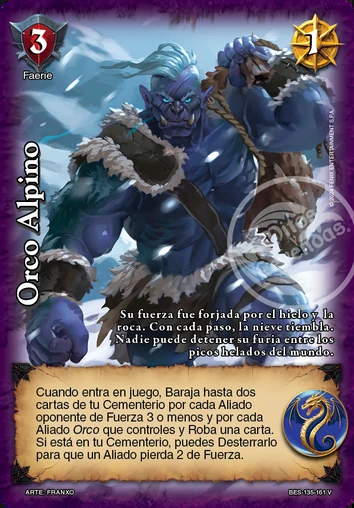 3
1
Faerie
© 2024 FENIX ENTERTAINMENT S.P.A.
Orco Alpino
Su fuerza fue forjada por el hielo y la
roca. Con cada paso, la nieve tiembla.
Nadie puede detener su furia entre los
picos helados del mundo.
Cuando entra en juego, Baraja hasta dos
cartas de tu Cementerio por cada Aliado
oponente de Fuerza 3 o menos y por cada
Aliado Orco que controles y Roba una carta.
Si está en tu Cementerio, puedes Desterrarlo
para que un Aliado pierda 2 de Fuerza.
ARTE: FRANXO
BES-135-161 V